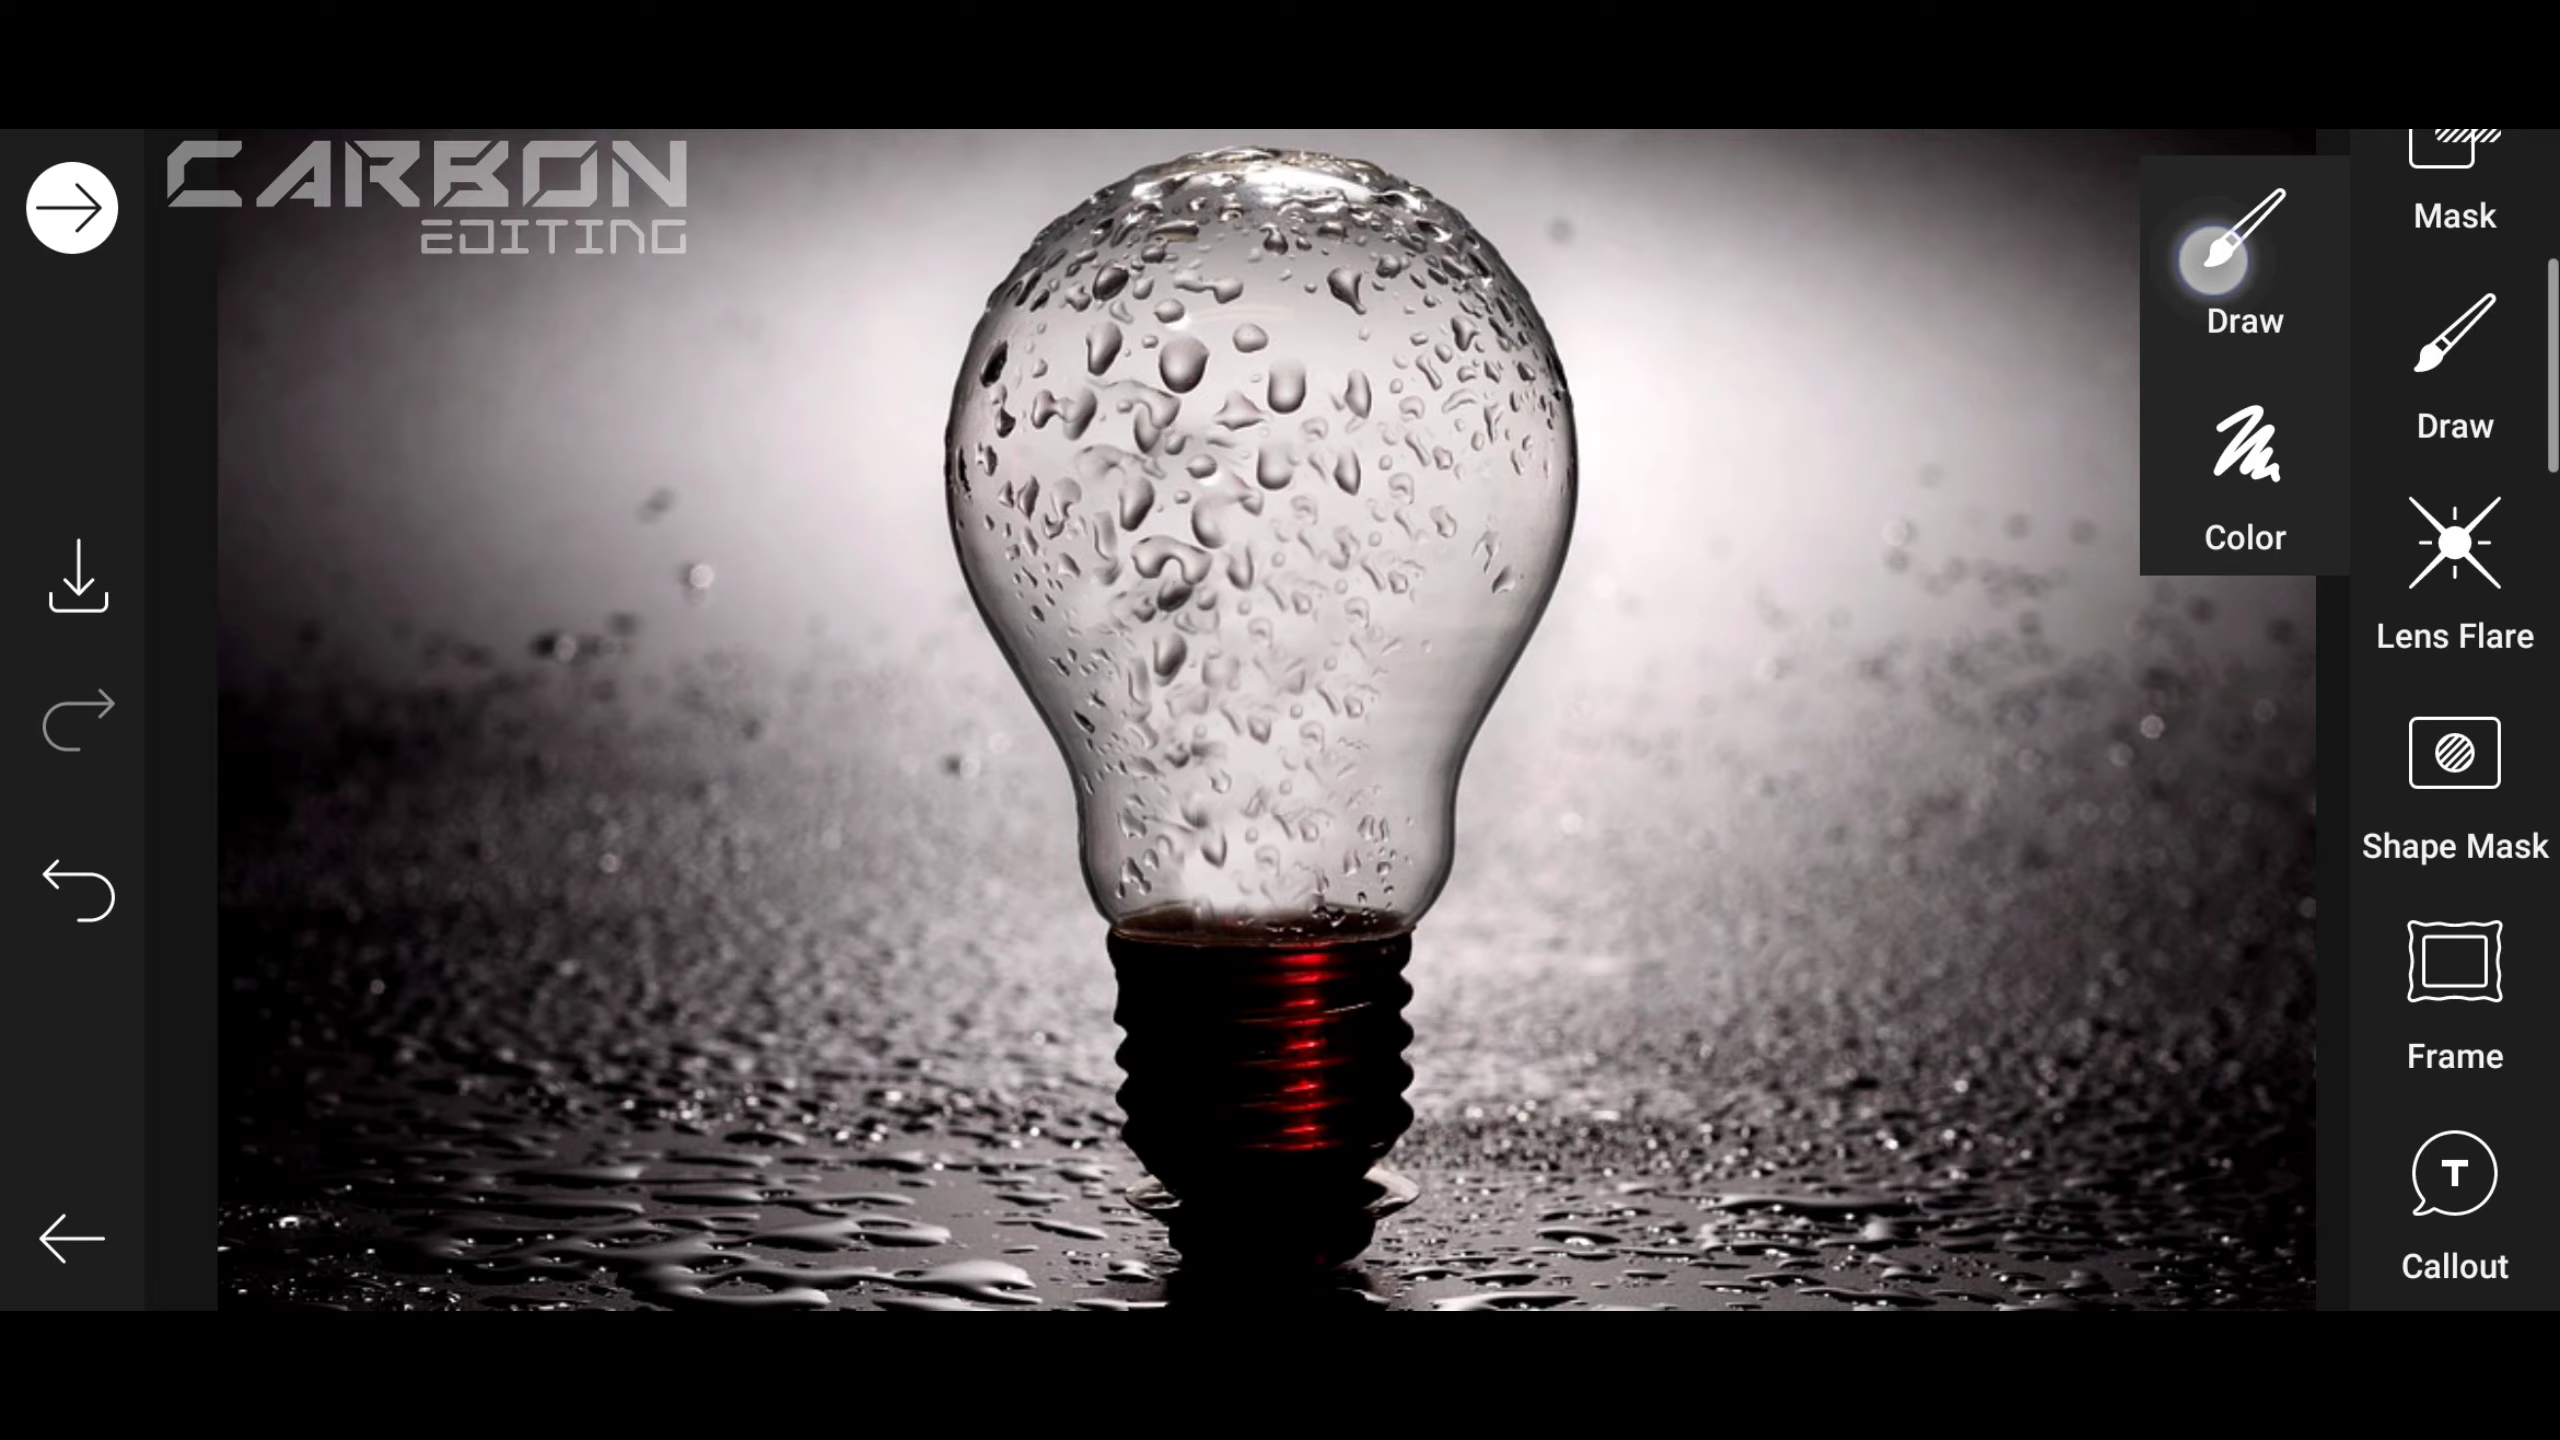 CARBON
EDITING
Draw
Color
Mask
Draw
Lens Flare
Shape Mask
Frame
T
Callout